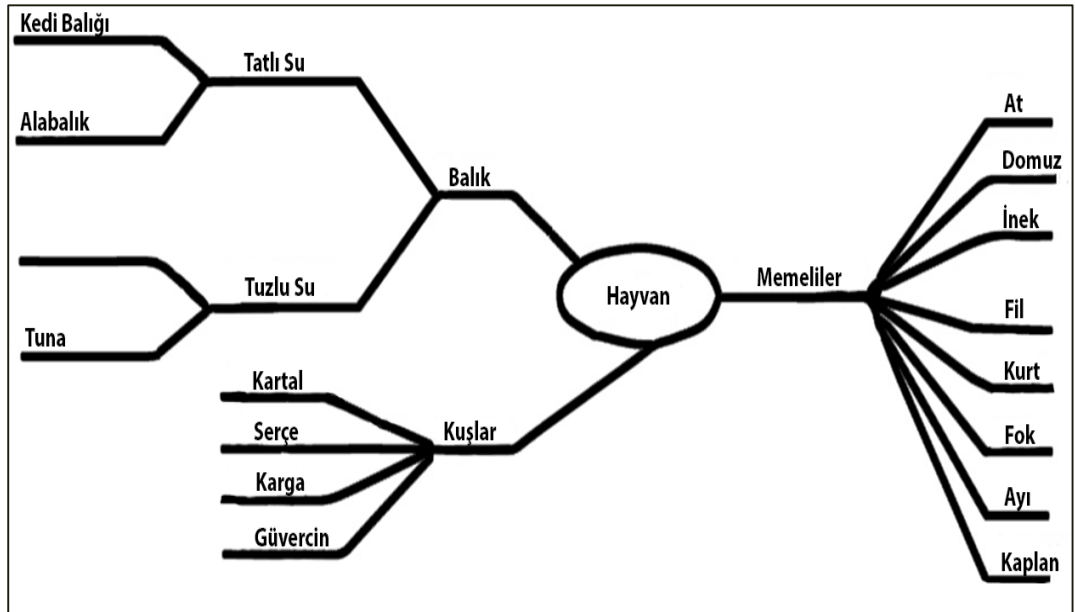 Kedi Balığı
Tatlı Su
Alabalık
Balık
Tuzlu Su
Tuna
Hayvan
Memeliler
At
Domuz
İnek
Fil
Kurt
Fok
Ayı
Kaplan
Kuşlar
Kartal
Serçe
Karga
Güvercin